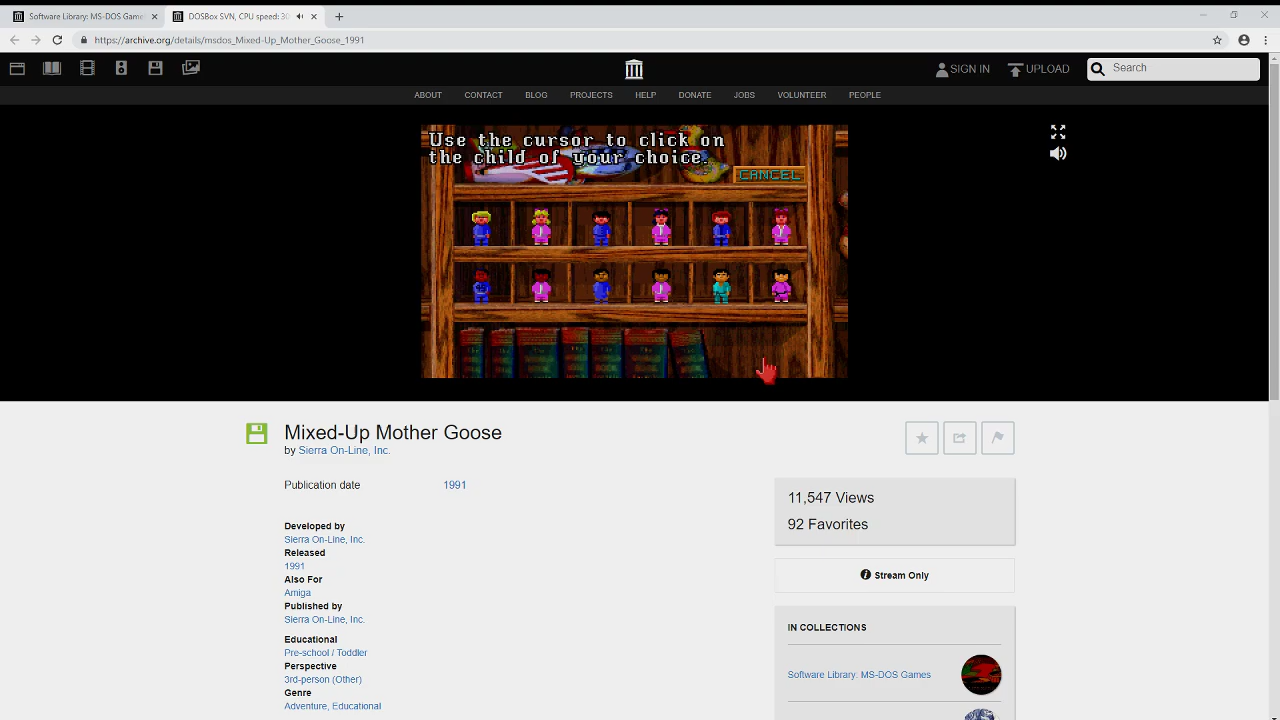 Software Library: MS-DOS Game
DOSBox SVN, CPU speed: 30
https://archive.org/details/msdos_Mixed-Up_Mother_Goose_1991
SIGN IN
UPLOAD
Search
ABOUT CONTACT BLOG PROJECTS HELP DONATE JOBS VOLUNTEER PEOPLE
Use the cursor to click on
the child of your choice.
CANCEL
Mixed-Up Mother Goose
by Sierra On-Line, Inc.
Publication date 1991
11,547 Views
92 Favorites
Developed by
Sierra On-Line, Inc.
Released
1991
Also For
Amiga
Published by
Sierra On-Line, Inc.
Educational
Pre-school / Toddler
Perspective
3rd-person (Other)
Genre
Adventure, Educational
Stream Only
IN COLLECTIONS
Software Library: MS-DOS Games